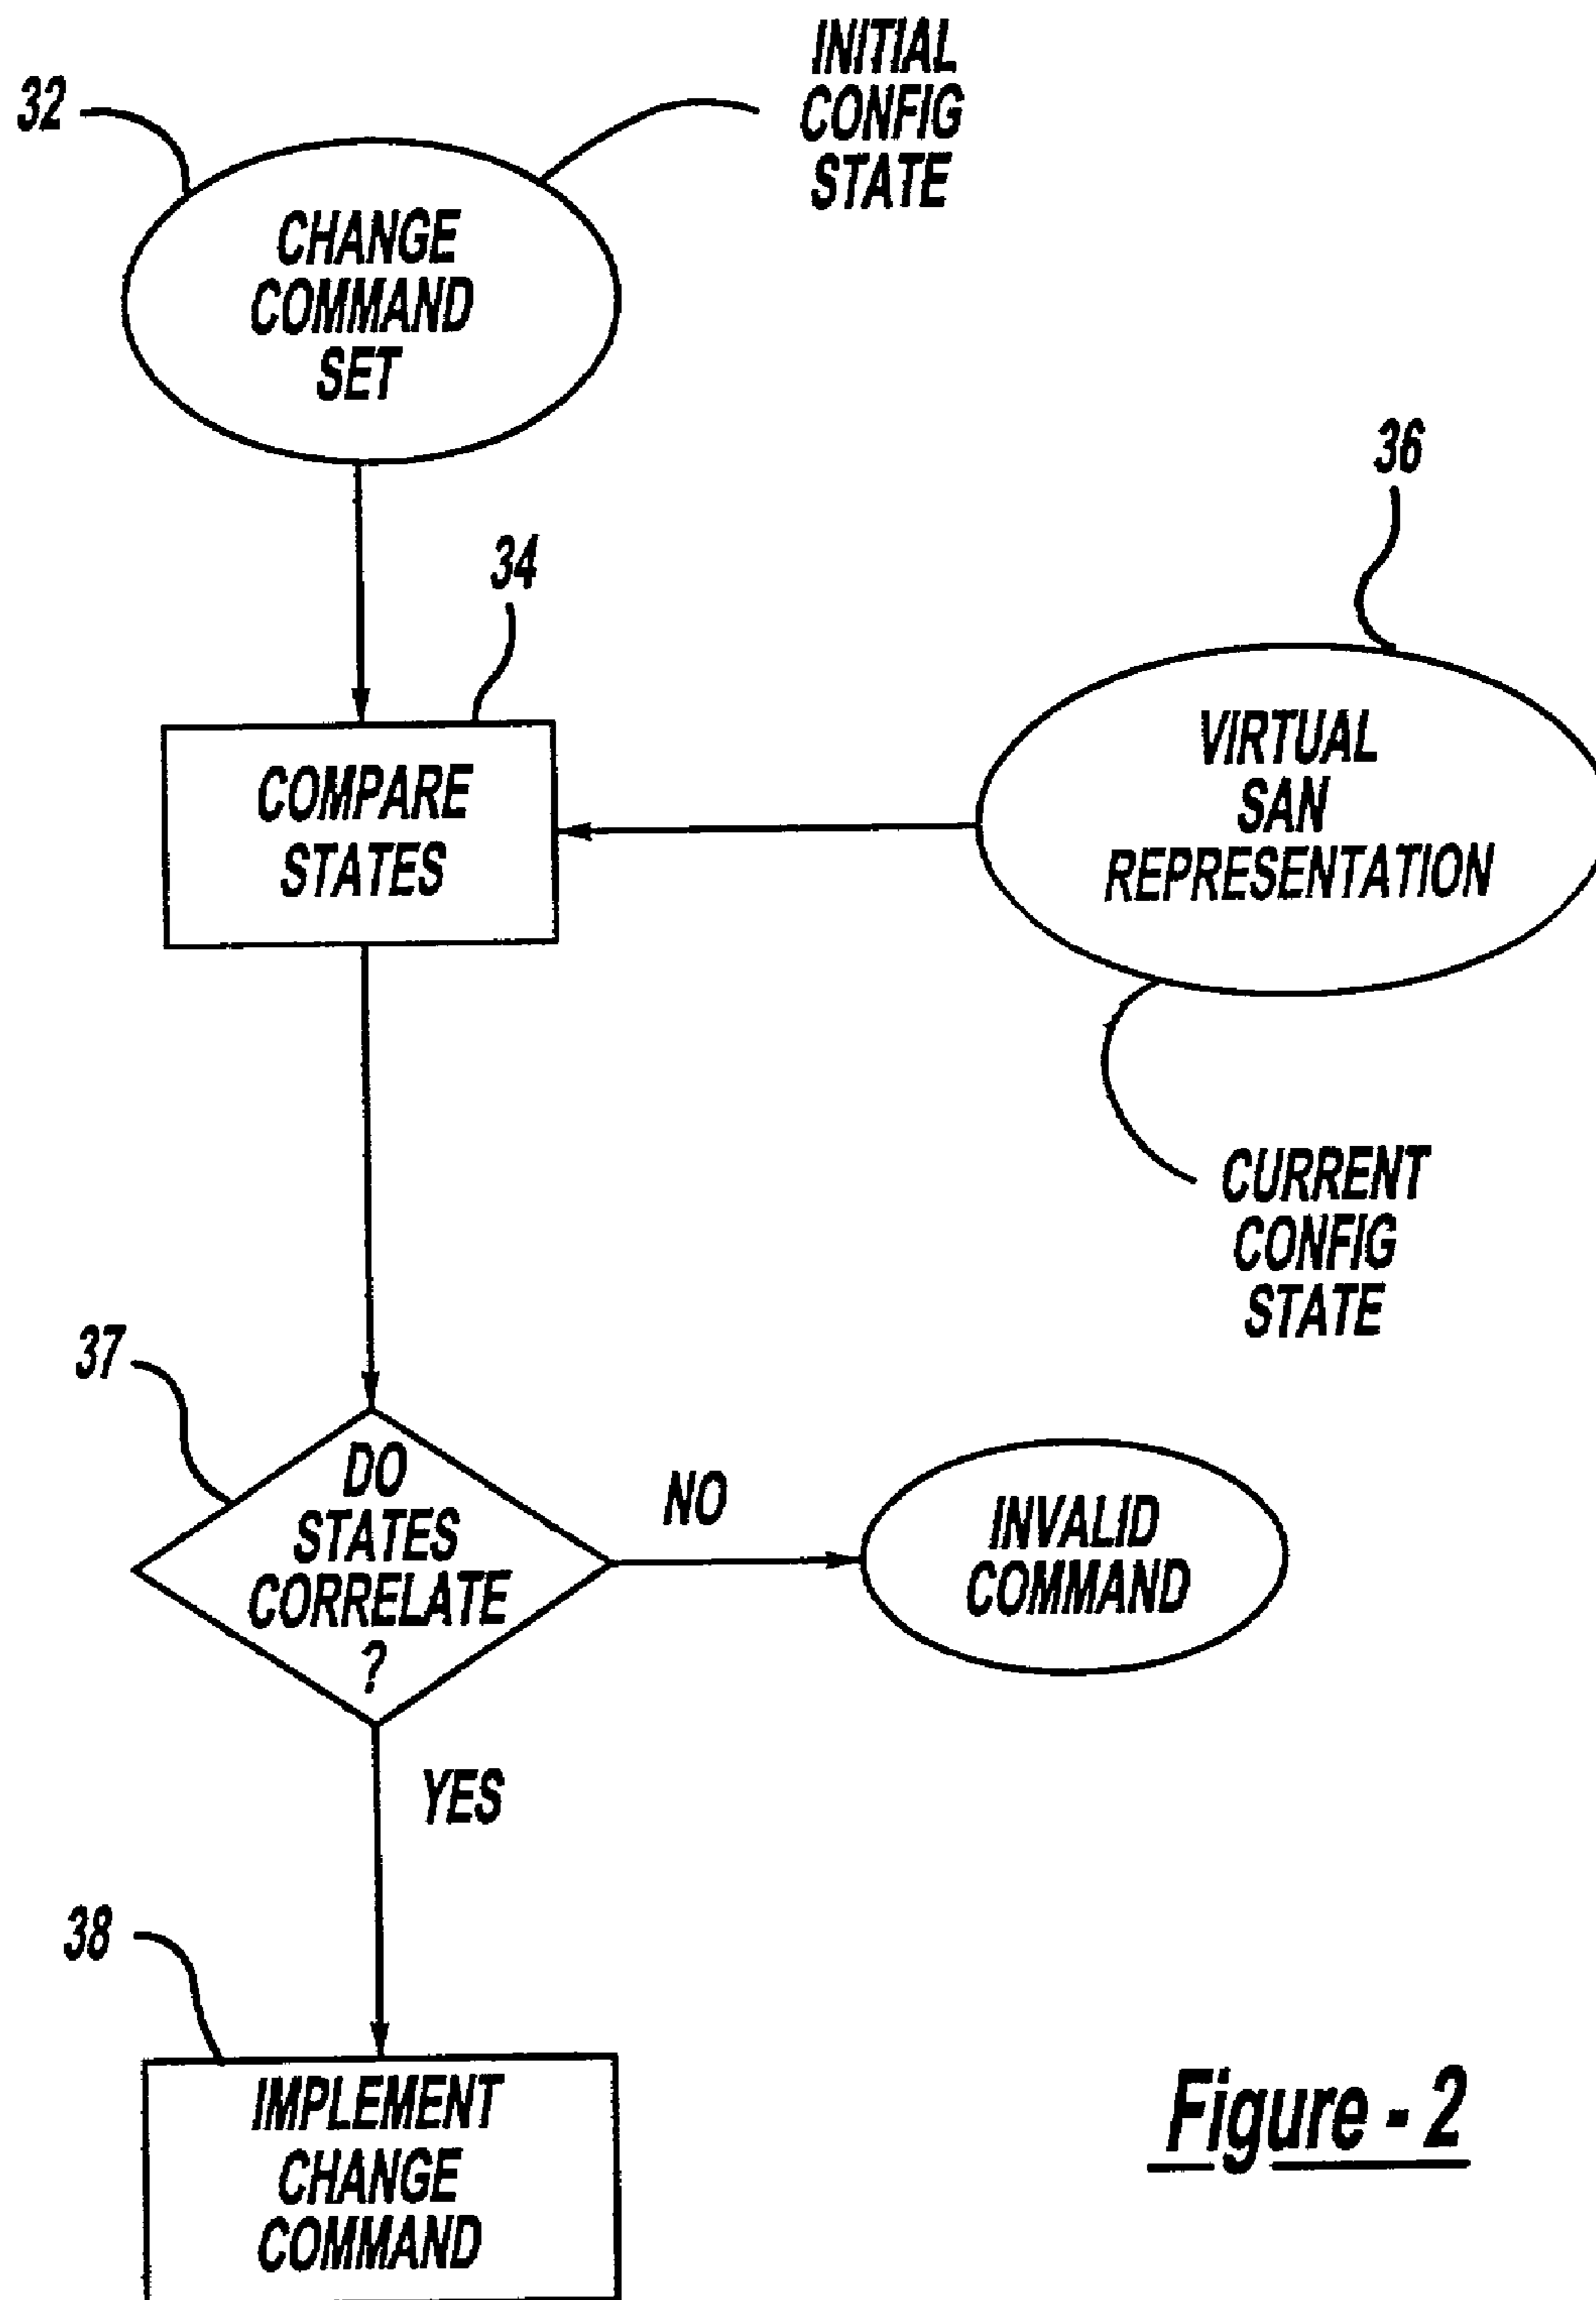 INITIAL
CONFIG
STATE
32
CHANGE
COMMAND
SET
36
34
COMPARE
STATES
VIRTUAL
SAN
REPRESENTATION
CURRENT
CONFIG
STATE
37
DO
STATES
CORRELATE
?
NO
INVALID
COMMAND
YES
38
IMPLEMENT
CHANGE
COMMAND
Figure - 2